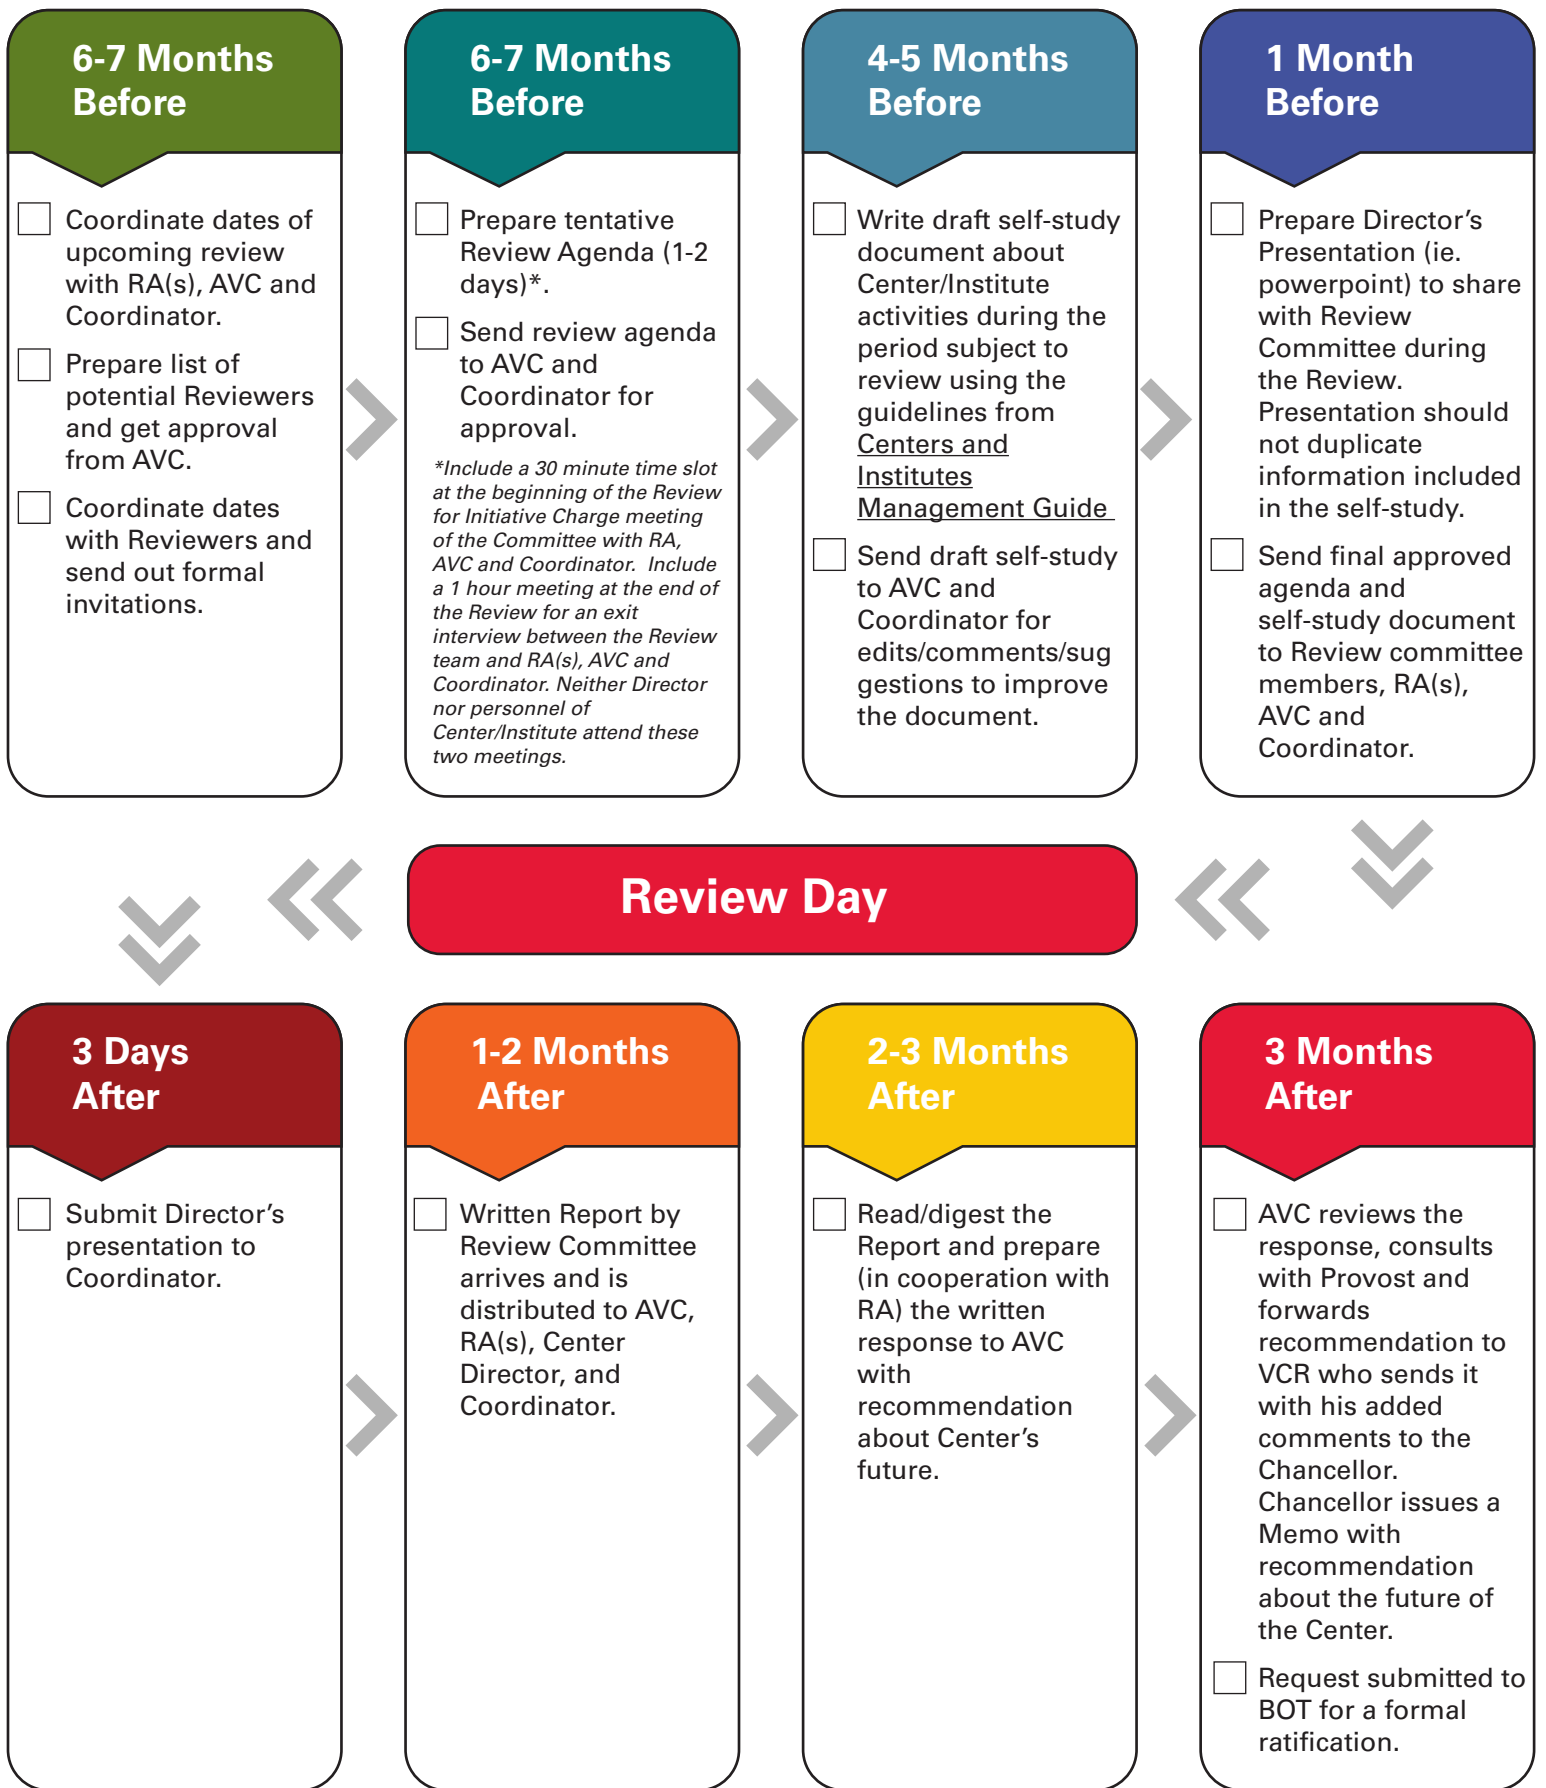 6-7 Months
Before
Coordinate dates of
upcoming review
with RA(s), AVC and
Coordinator.
Prepare list of
potential Reviewers
and get approval
from AVC.
Coordinate dates
with Reviewers and
send out formal
invitations.
6-7 Months
Before
Prepare tentative
Review Agenda (1-2
days)*.
Send review agenda
to AVC and
Coordinator for
approval.
*Include a 30 minute time slot
at the beginning of the Review
for Initiative Charge meeting
of the Committee with RA,
AVC and Coordinator. Include
a 1 hour meeting at the end of
the Review for an exit
interview between the Review
team and RA(s), AVC and
Coordinator. Neither Director
nor personnel of
Center/Institute attend these
two meetings.
4-5 Months
Before
Write draft self-study
document about
Center/Institute
activities during the
period subject to
review using the
guidelines from
Centers and
Institutes
Management Guide
Send draft self-study
to AVC and
Coordinator for
edits/comments/sug
gestions to improve
the document.
1 Month
Before
Prepare Director’s
Presentation (ie.
powerpoint) to share
with Review
Committee during
the Review.
Presentation should
not duplicate
information included
in the self-study.
Send final approved
agenda and
self-study document
to Review committee
members, RA(s),
AVC and
Coordinator.
Review Day
3 Days
After
Submit Director’s
presentation to
Coordinator.
1-2 Months
After
Written Report by
Review Committee
arrives and is
distributed to AVC,
RA(s), Center
Director, and
Coordinator.
2-3 Months
After
Read/digest the
Report and prepare
(in cooperation with
RA) the written
response to AVC
with
recommendation
about Center’s
future.
3 Months
After
AVC reviews the
response, consults
with Provost and
forwards
recommendation to
VCR who sends it
with his added
comments to the
Chancellor.
Chancellor issues a
Memo with
recommendation
about the future of
the Center.
Request submitted to
BOT for a formal
ratification.